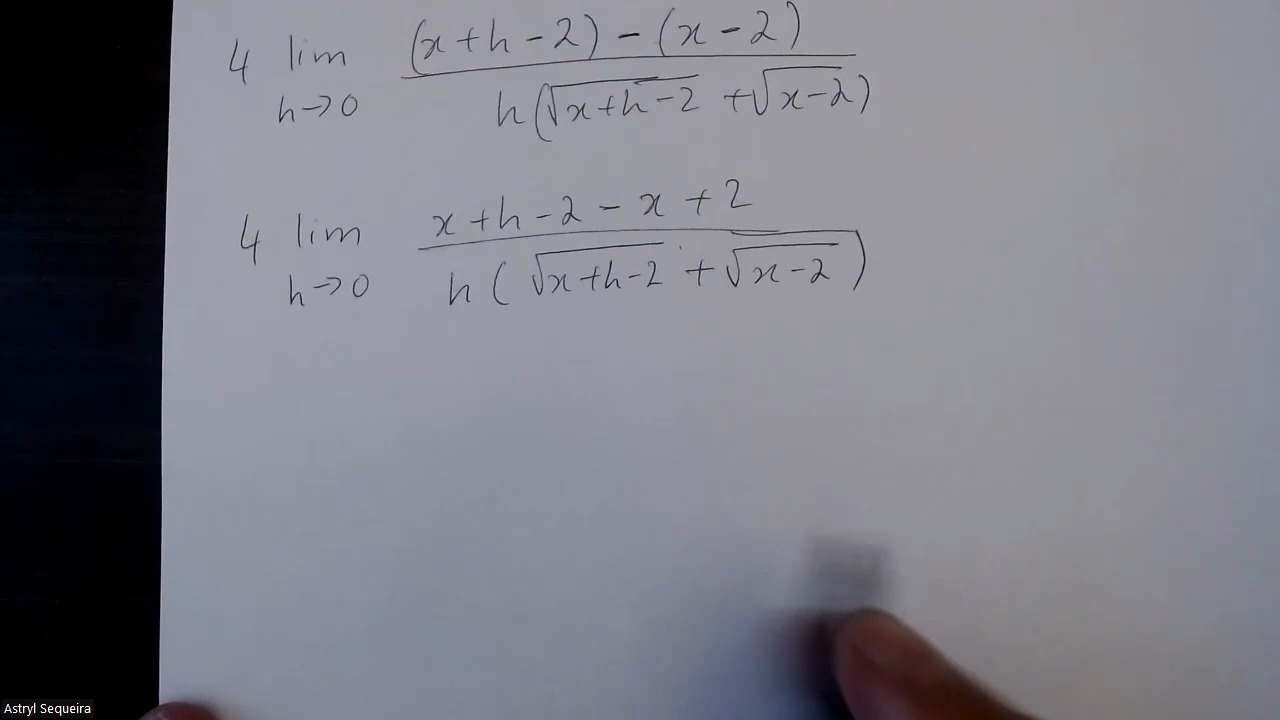 4 lim (x+h-2) - (x-2)
h→0 h(√x+h-2 + √x-2)
4 lim x+h-2-x+2
h→0 h(√x+h-2 + √x-2)
Astryl Sequeira